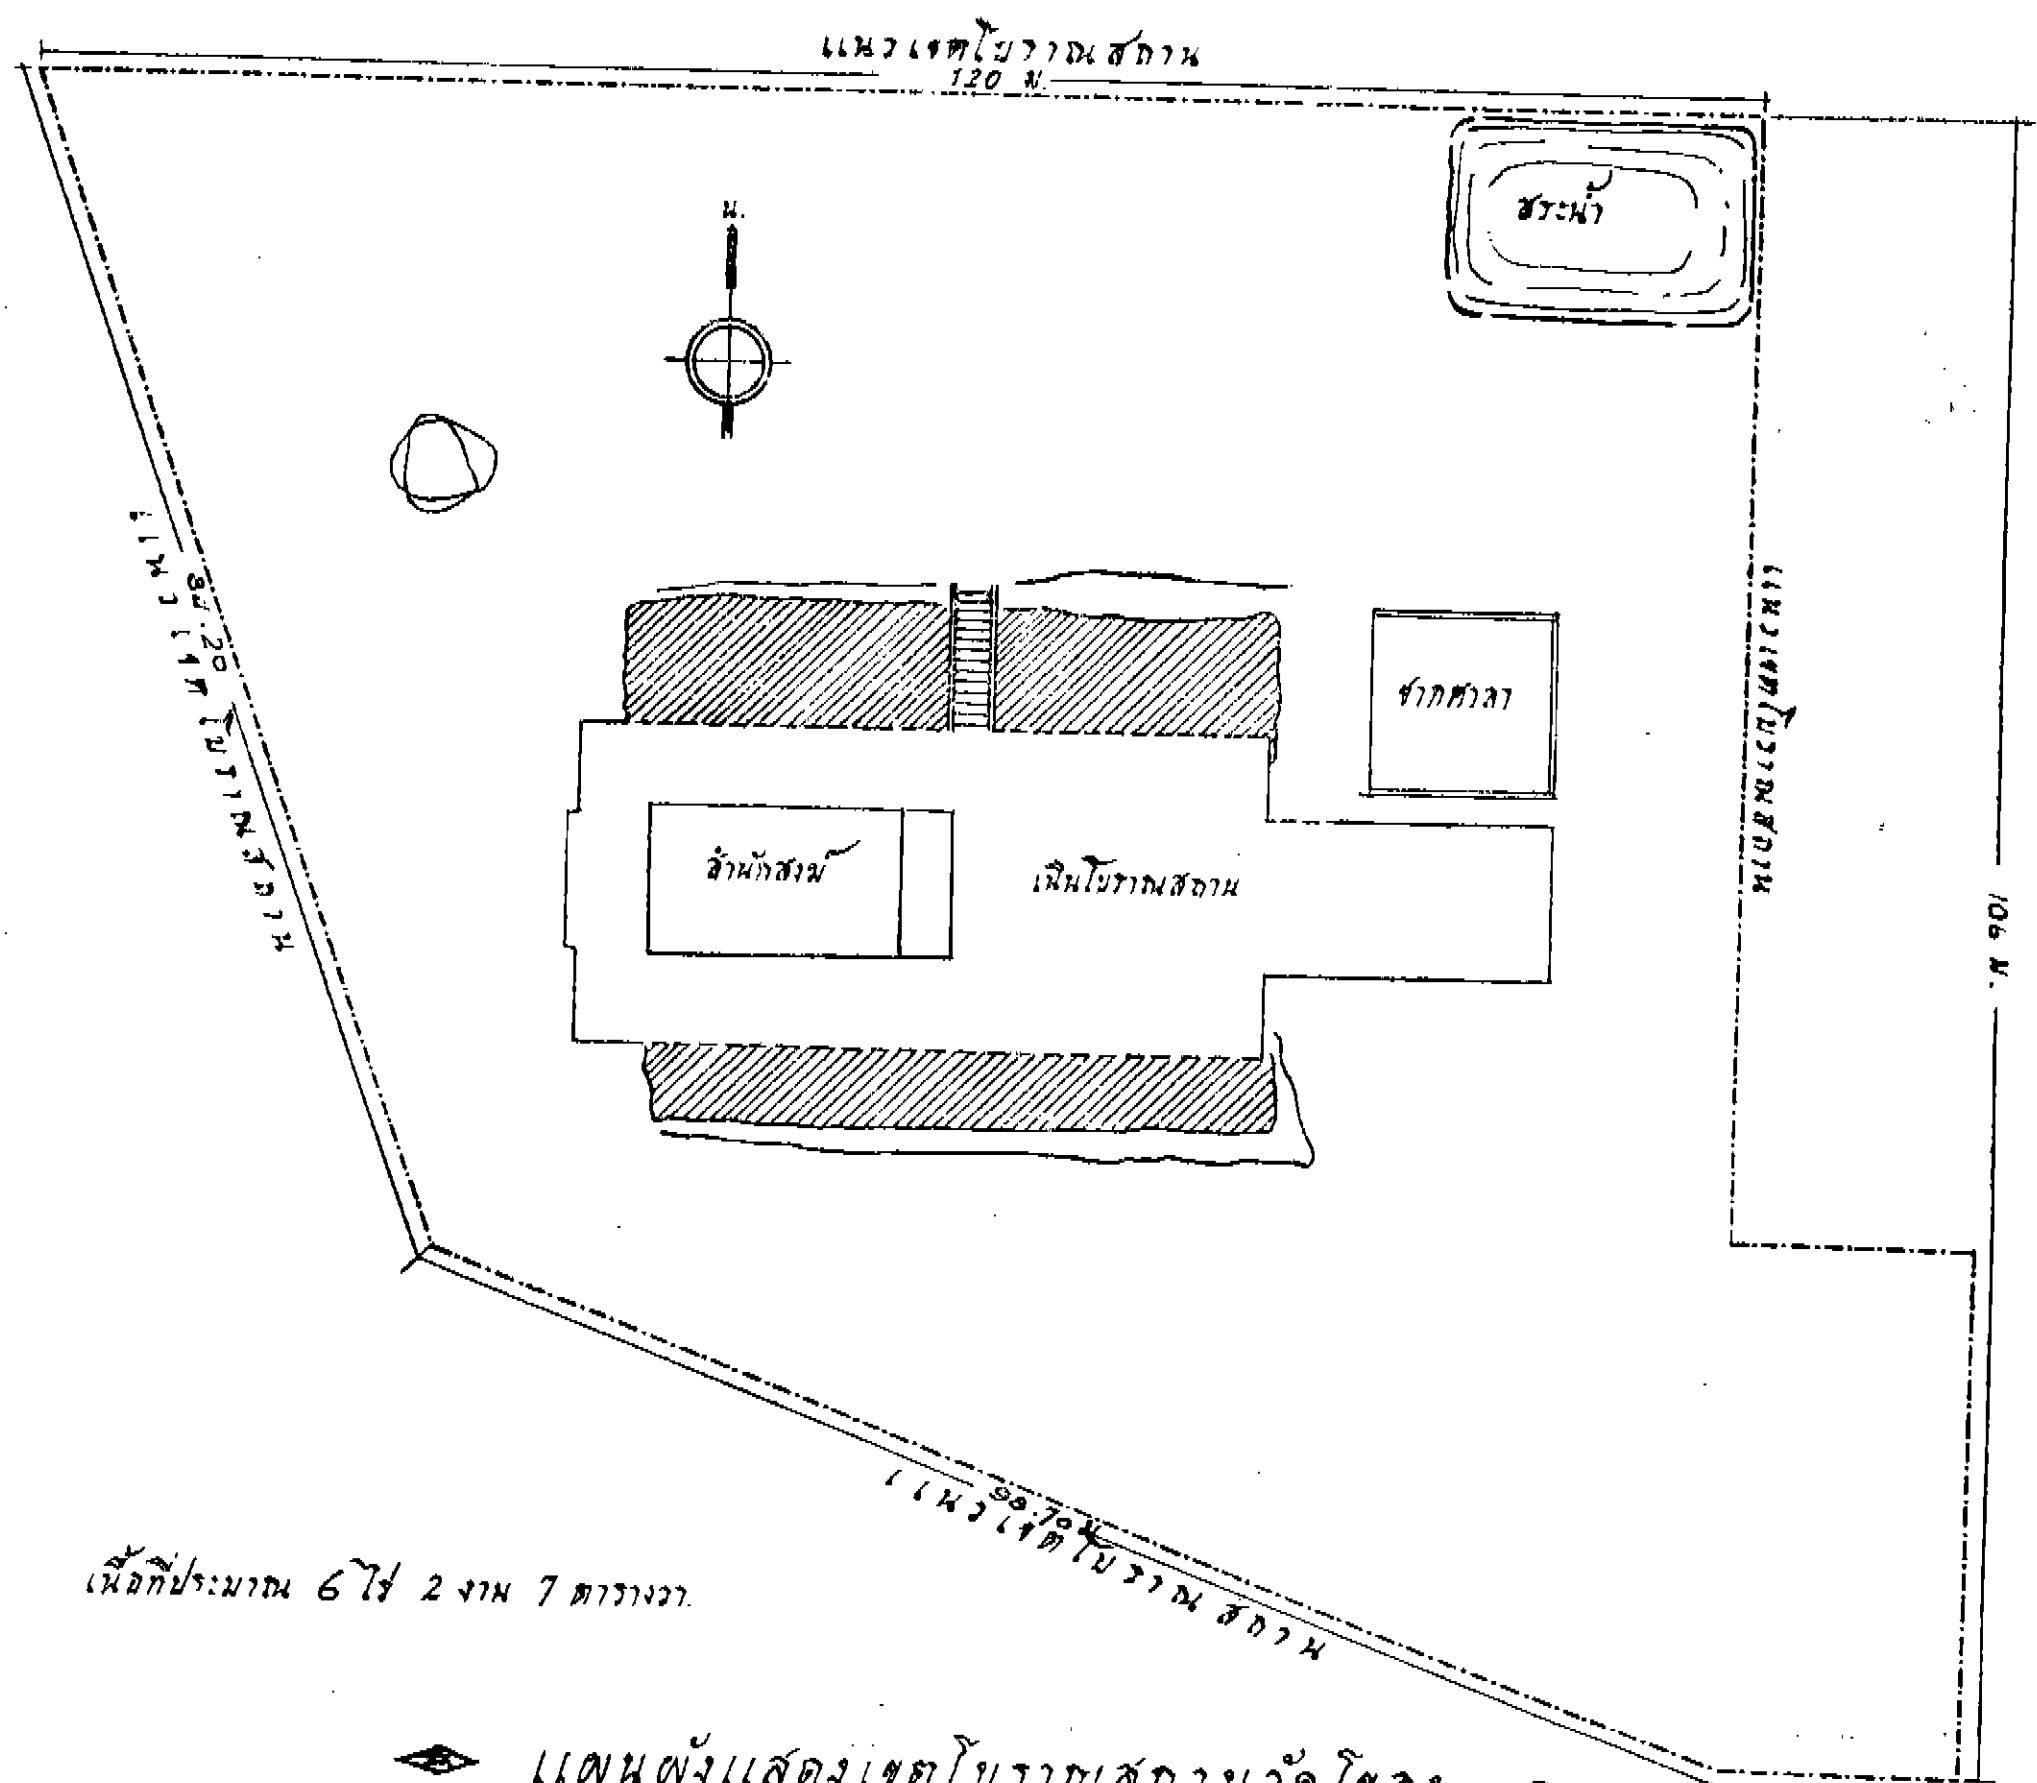 แนวเขตโบราณสถาน
120 ม.
สระน้ำ
น.
แนวเขตโบราณสถาน
แนวเขตโบราณสถาน
ซากศาลา
สำนักสงฆ์
เนินโบราณสถาน
106 ม.
แนวเขตโบราณสถาน
เนื้อที่ประมาณ 6 ไร่ 2 งาน 7 ตารางวา
แผนผังแสดงเขตโบราณสถานวัดโขลง